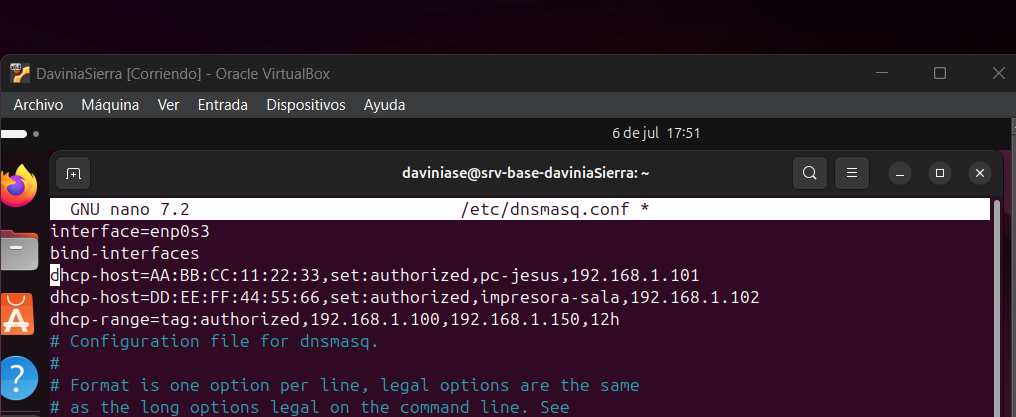 DaviniaSierra [Corriendo] - Oracle VirtualBox
Archivo Máquina Ver Entrada Dispositivos Ayuda
6 de jul 17:51
daviniase@srv-base-daviniaSierra: ~
GNU nano 7.2 /etc/dnsmasq.conf *
interface=enp0s3
bind-interfaces
dhcp-host=AA:BB:CC:11:22:33,set:authorized,pc-jesus,192.168.1.101
dhcp-host=DD:EE:FF:44:55:66,set:authorized,impresora-sala,192.168.1.102
dhcp-range=tag:authorized,192.168.1.100,192.168.1.150,12h
# Configuration file for dnsmasq.
#
# Format is one option per line, legal options are the same
# as the long options legal on the command line. See